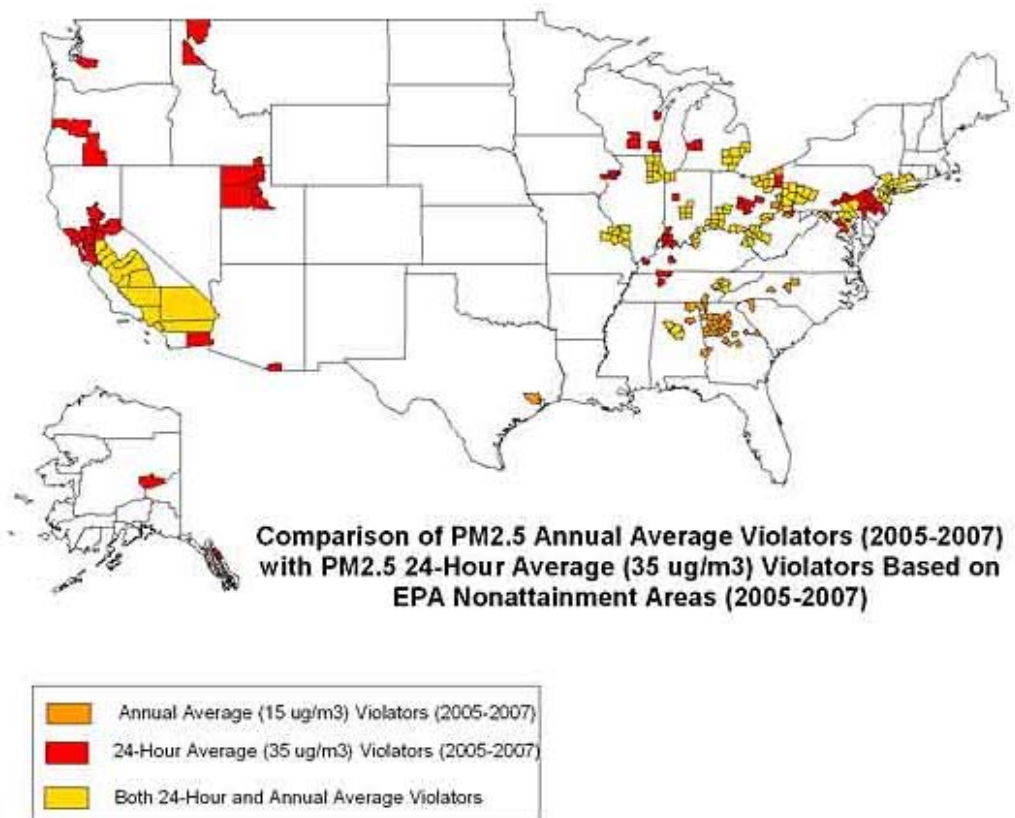 Comparison of PM2.5 Annual Average Violators (2005-2007)
with PM2.5 24-Hour Average (35 ug/m3) Violators Based on
EPA Nonattainment Areas (2005-2007)
Annual Average (15 ug/m3) Violators (2005-2007)
24-Hour Average (35 ug/m3) Violators (2005-2007)
Both 24-Hour and Annual Average Violators